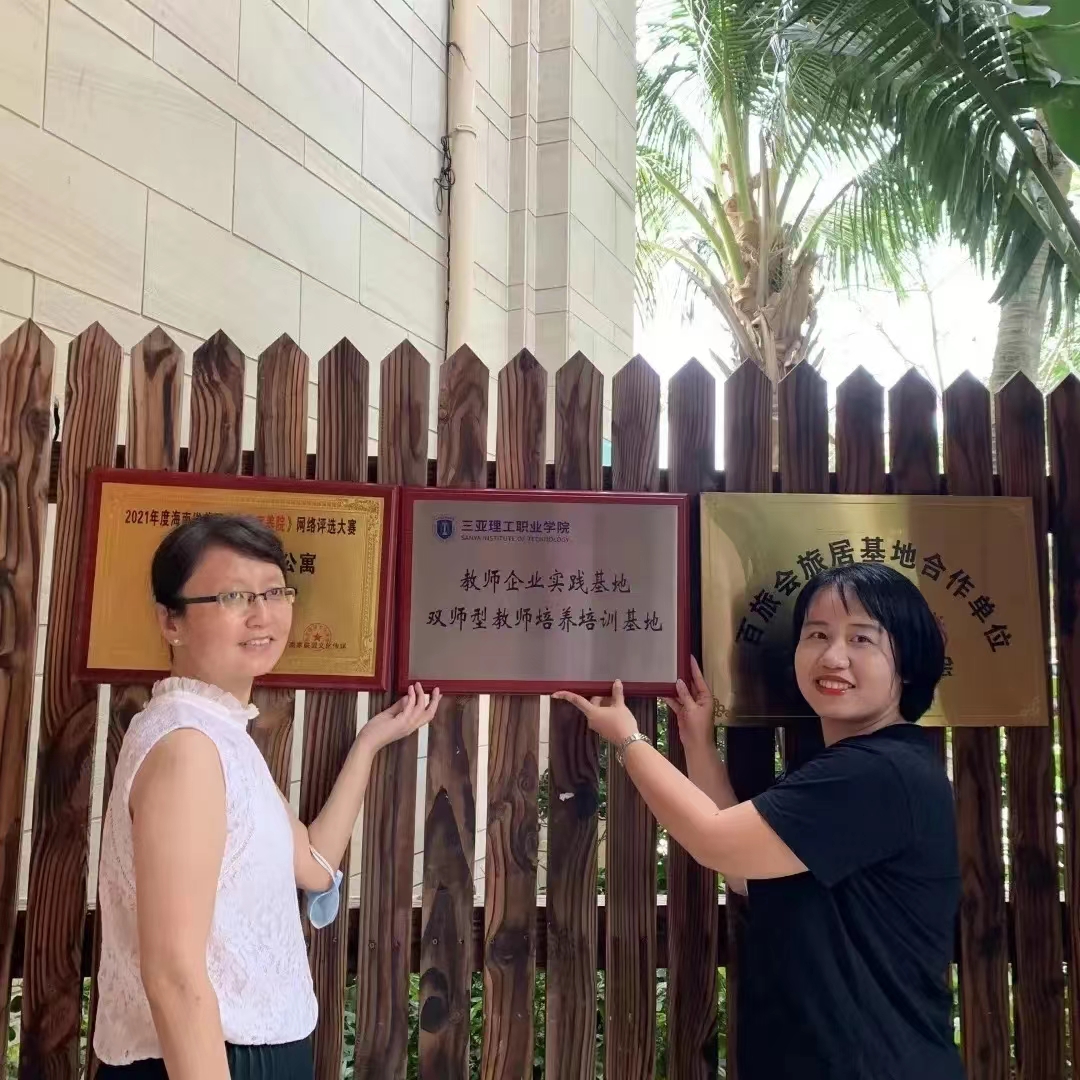 2021年度海南
养院》网络评选大赛
公寓
三亚理工职业学院
SANYA INSTITUTE OF TECHNOLOGY
教师企业实践基地
双师型教师培养培训基地
百旅会旅居基地合作单位
会